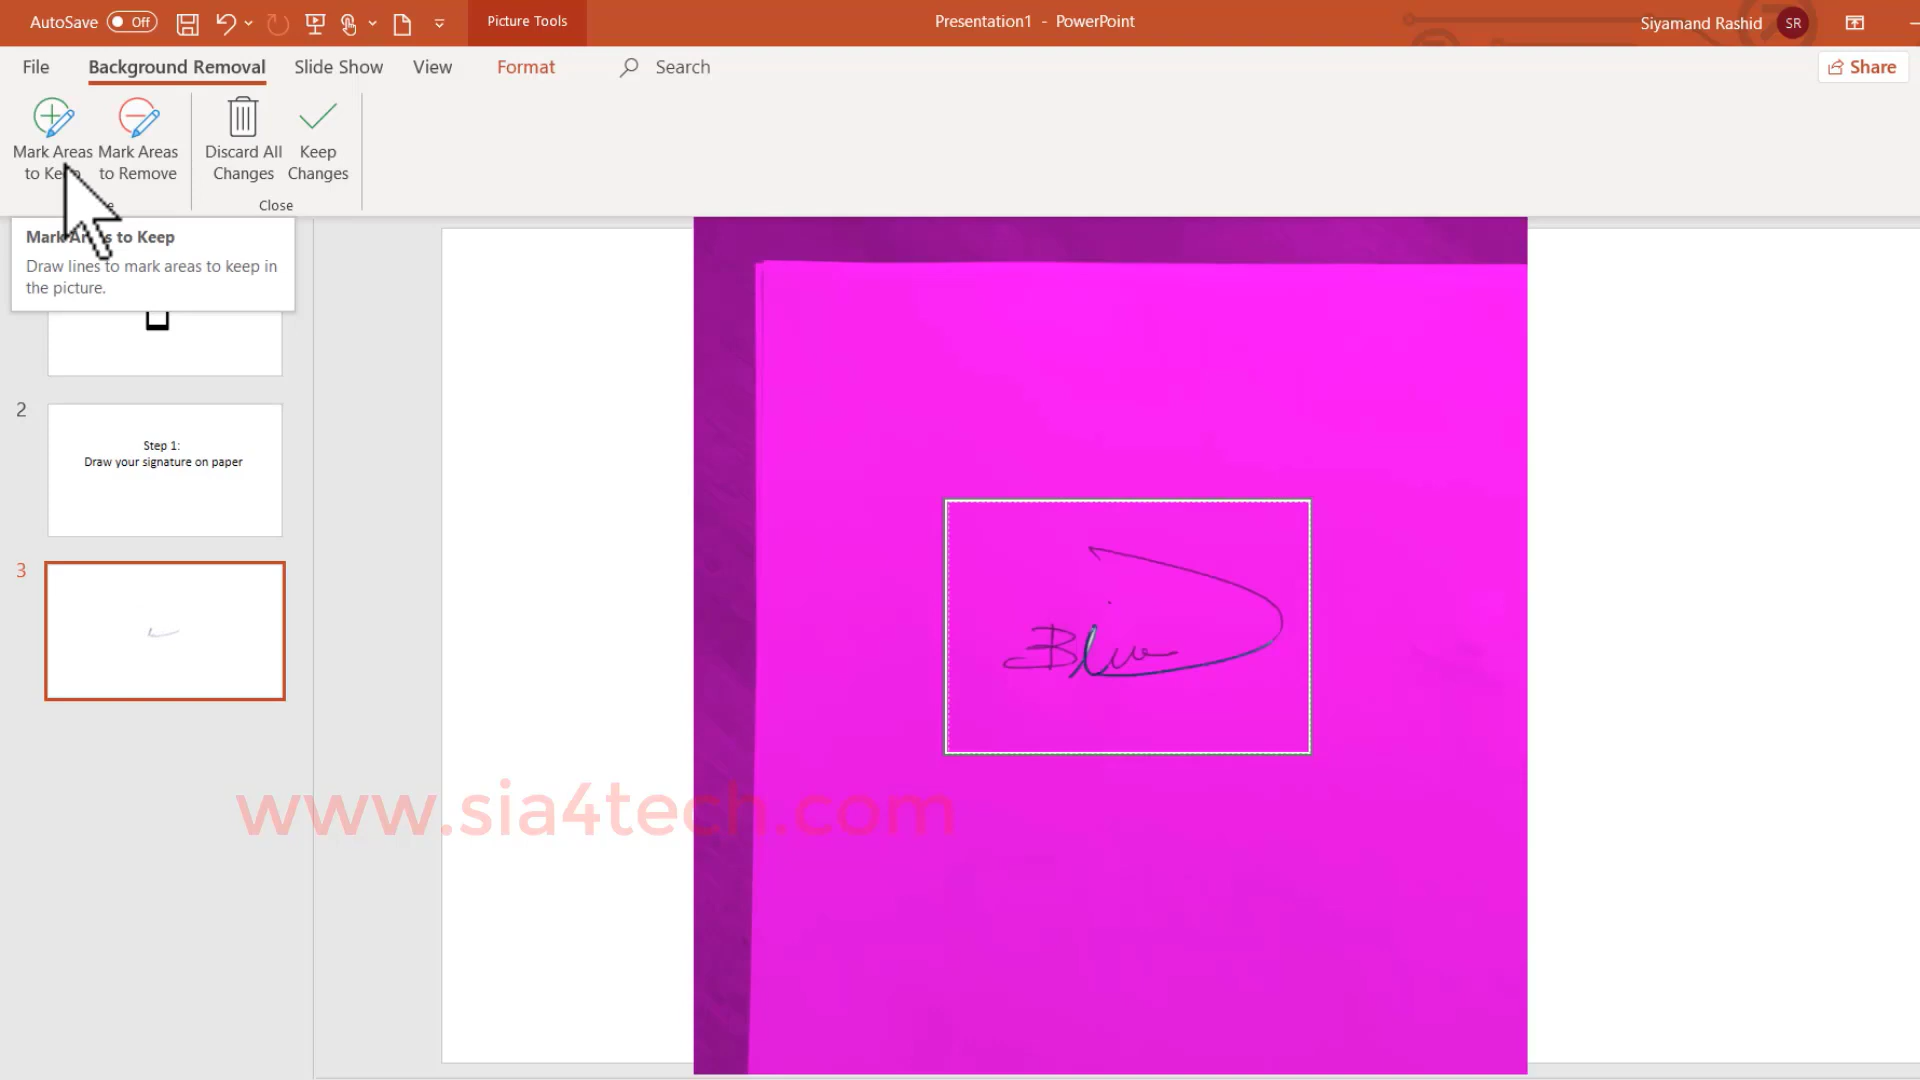 AutoSave Off
Picture Tools
Presentation1 - PowerPoint
Siyamand Rashid SR
File Background Removal Slide Show View Format Search
Share
Mark Areas to Keep
Mark Areas to Remove
Discard All Changes
Keep Changes
Close
Mark Areas to Keep
Draw lines to mark areas to keep in
the picture.
2
Step 1:
Draw your signature on paper
3
www.sia4tech.com